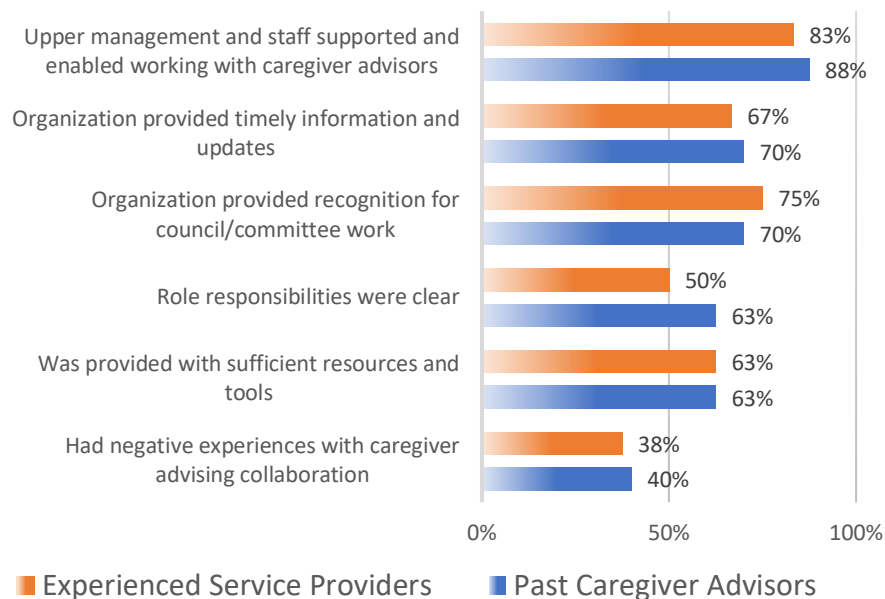 Upper management and staff supported and
enabled working with caregiver advisors
83%
88%
Organization provided timely information and
updates
67%
70%
Organization provided recognition for
council/committee work
75%
70%
Role responsibilities were clear
50%
63%
Was provided with sufficient resources and
tools
63%
63%
Had negative experiences with caregiver
advising collaboration
38%
40%
0% 50% 100%
Experienced Service Providers Past Caregiver Advisors